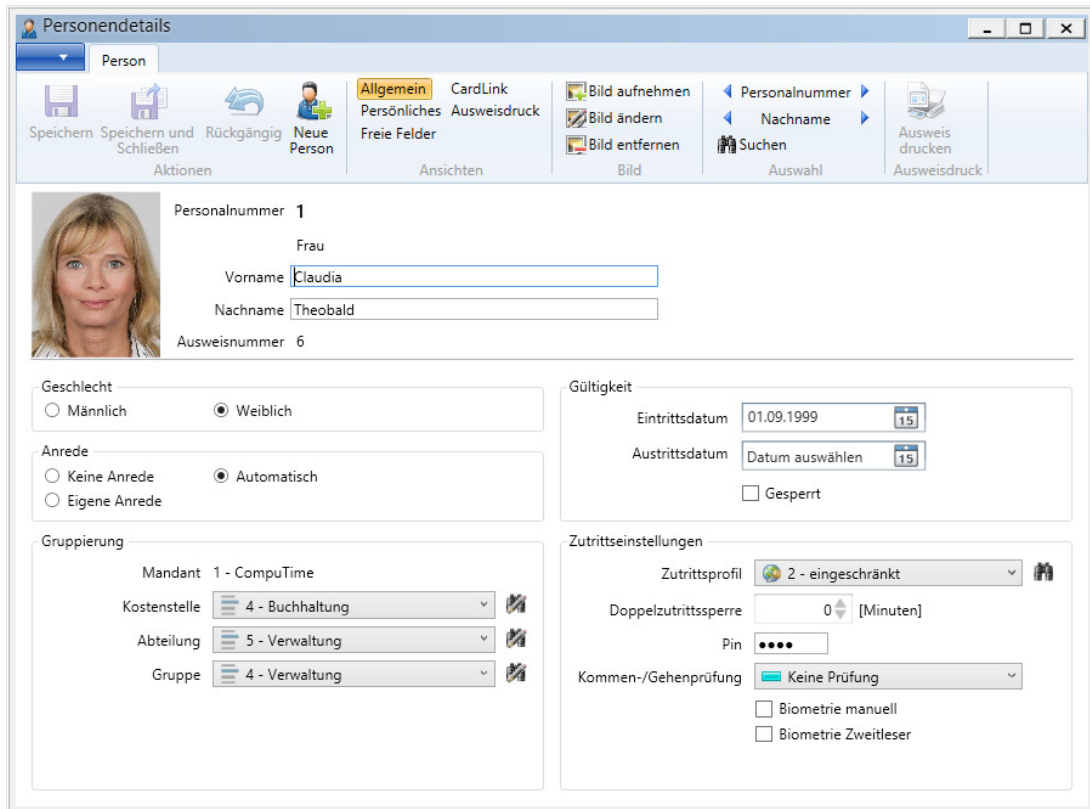 Personendetails
Person
Speichern
Speichern und Schließen
Rückgängig
Neue Person
Aktionen
Allgemein CardLink
Persönliches Ausweisdruck
Freie Felder
Ansichten
Bild aufnehmen
Bild ändern
Bild entfernen
Bild
Personalnummer
Nachname
Suchen
Auswahl
Ausweis drucken
Ausweisdruck
Personalnummer 1
Frau
Vorname Claudia
Nachname Theobald
Ausweisnummer 6
Geschlecht
Männlich Weiblich
Anrede
Keine Anrede Automatisch
Eigene Anrede
Gültigkeit
Eintrittsdatum 01.09.1999 15
Austrittsdatum Datum auswählen 15
Gesperrt
Gruppierung
Mandant 1 - CompuTime
Kostenstelle 4 - Buchhaltung
Abteilung 5 - Verwaltung
Gruppe 4 - Verwaltung
Zutrittseinstellungen
Zutrittsprofil 2 - eingeschränkt
Doppelzutrittssperre 0 [Minuten]
Pin ••••
Kommen-/Gehenprüfung Keine Prüfung
Biometrie manuell
Biometrie Zweitleser